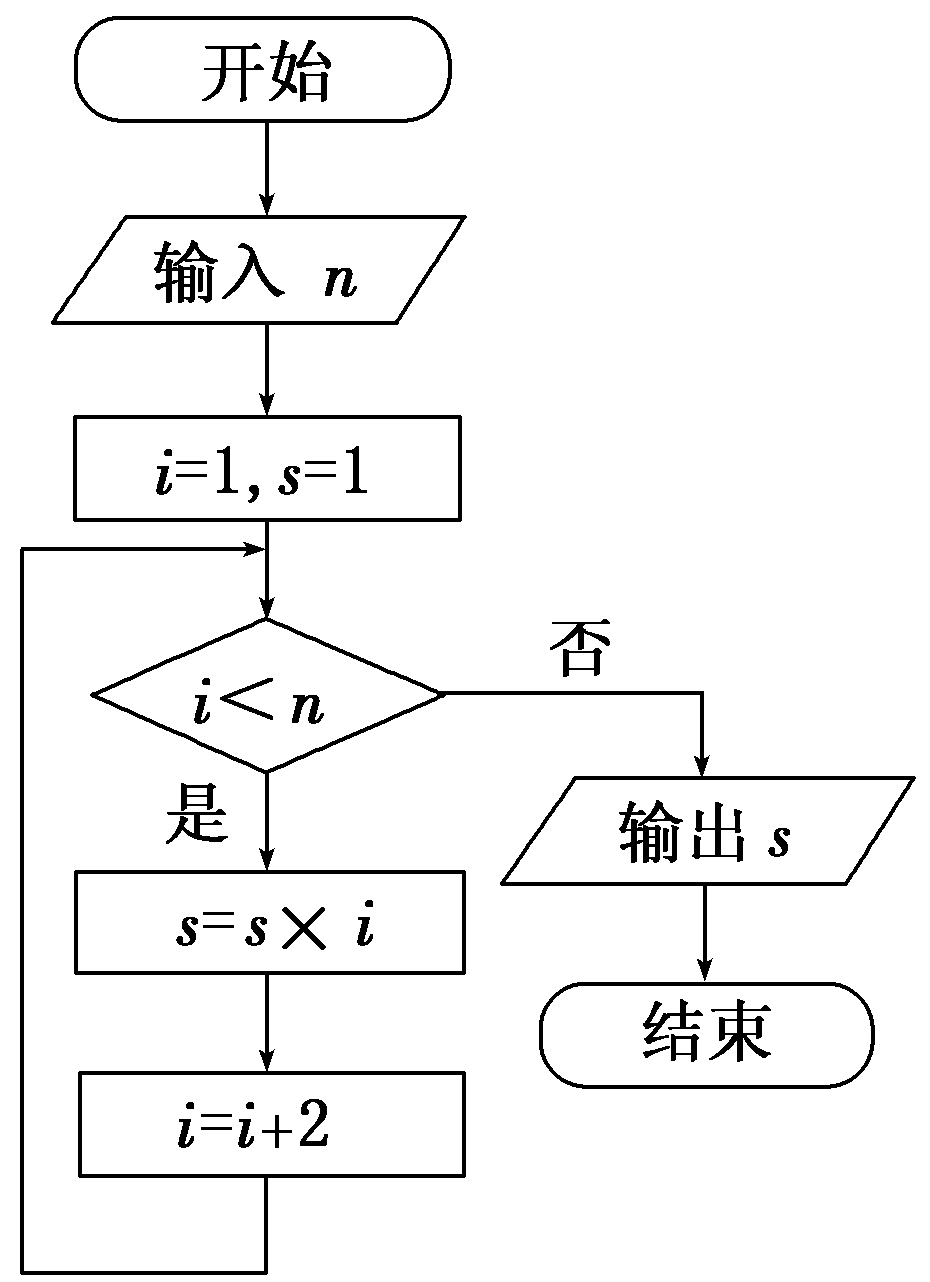 开始
输入 n
i=1, s=1
i<n
否
是
输出 s
s=s× i
结束
i=i+2